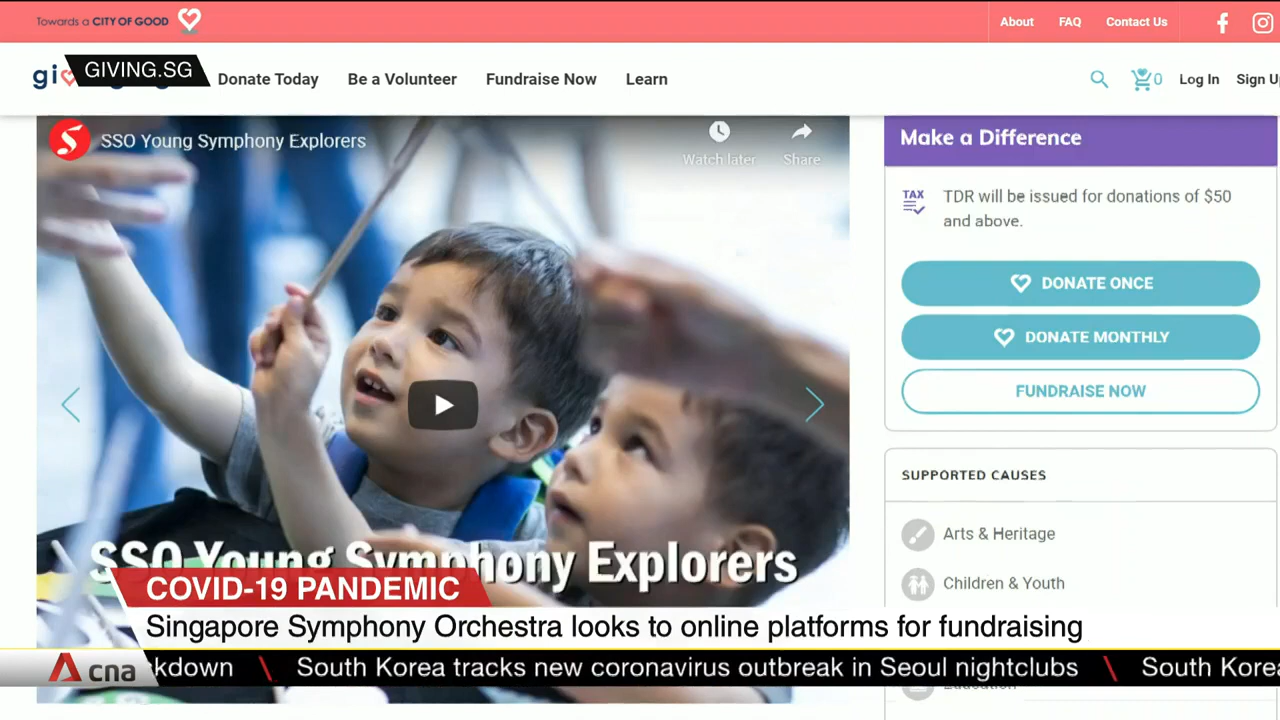 Towards a CITY OF GOOD
About
FAQ
Contact Us
gi
GIVING.SG
Donate Today
Be a Volunteer
Fundraise Now
Learn
0
Log In
Sign Up
SSO Young Symphony Explorers
Watch later
Share
Make a Difference
TAX
TDR will be issued for donations of $50
and above.
DONATE ONCE
DONATE MONTHLY
FUNDRAISE NOW
SUPPORTED CAUSES
Arts & Heritage
Children & Youth
Education
SSO Young Symphony Explorers
COVID-19 PANDEMIC
Singapore Symphony Orchestra looks to online platforms for fundraising
cna
kdown \ South Korea tracks new coronavirus outbreak in Seoul nightclubs \ South Korea